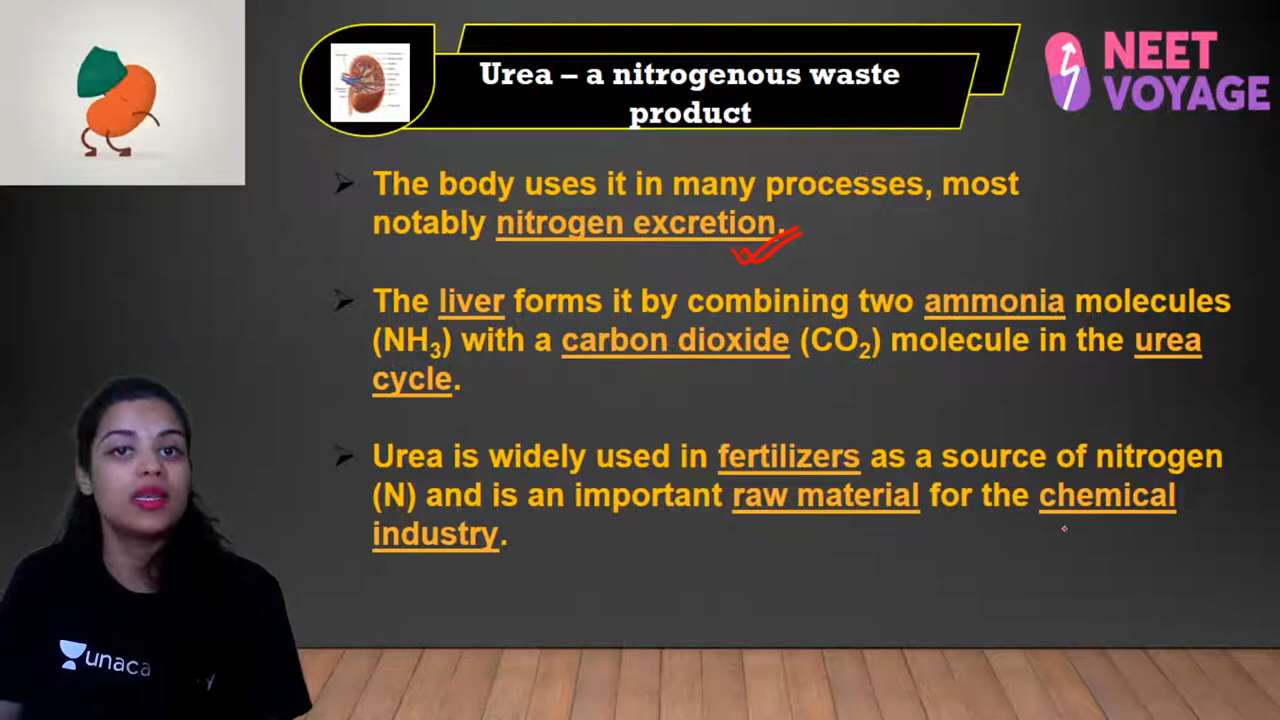 Urea – a nitrogenous waste
product
NEET
VOYAGE
The body uses it in many processes, most
notably nitrogen excretion.
The liver forms it by combining two ammonia molecules
(NH₃) with a carbon dioxide (CO₂) molecule in the urea
cycle.
Urea is widely used in fertilizers as a source of nitrogen
(N) and is an important raw material for the chemical
industry.
unaca y